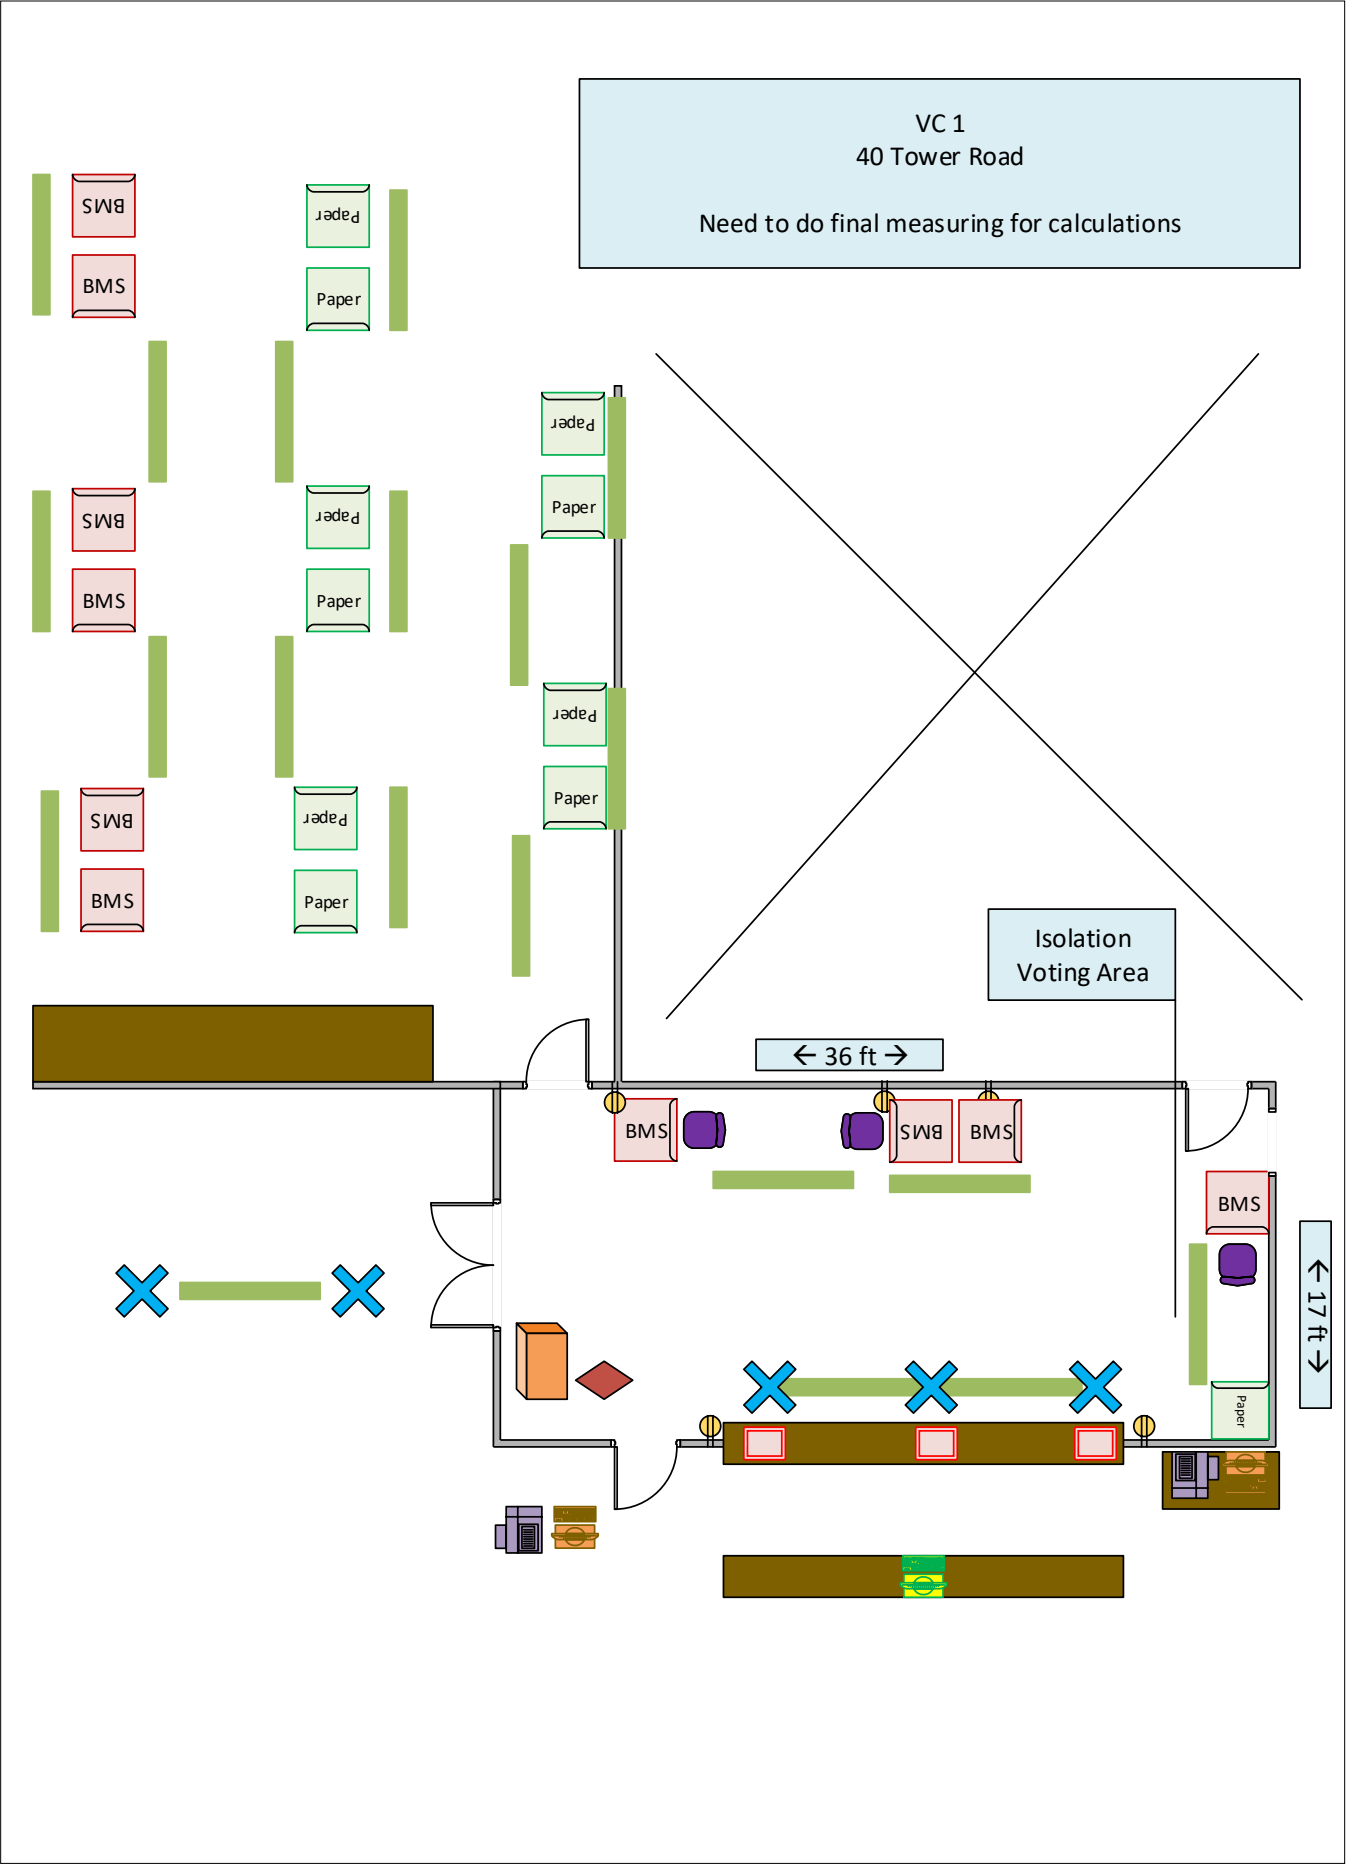 VC 1
40 Tower Road
Need to do final measuring for calculations
BMS
Paper
BMS
Paper
Paper
Paper
BMS
Paper
BMS
Paper
Paper
Paper
BMS
Paper
BMS
Paper
Isolation
Voting Area
← 36 ft →
BMS
BMS
BMS
BMS
← 17 ft →
Paper